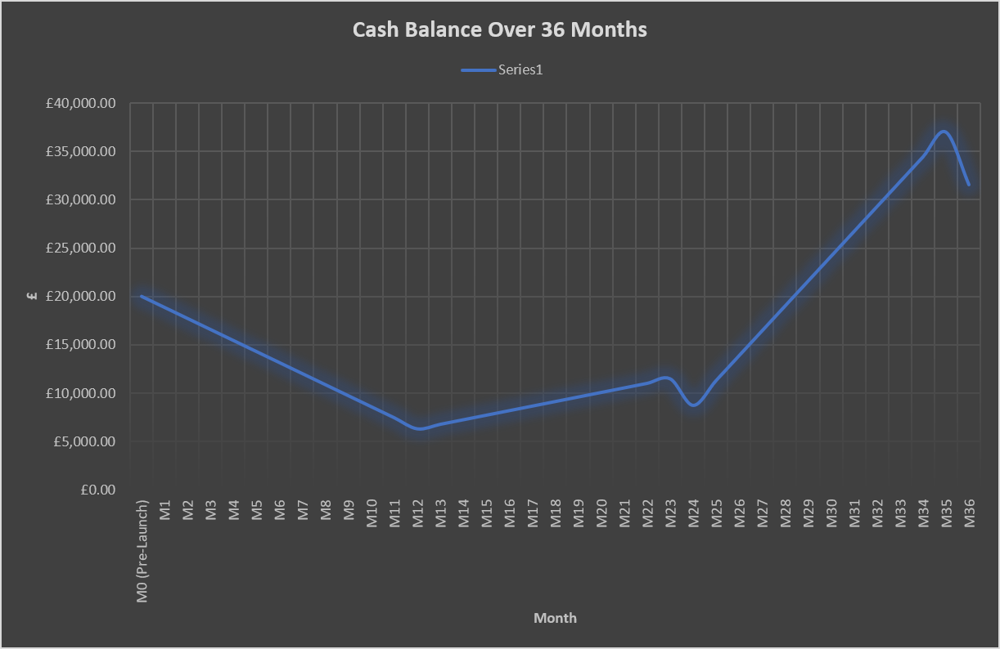 Cash Balance Over 36 Months
Series1
£40,000.00
£35,000.00
£30,000.00
£25,000.00
£20,000.00
£15,000.00
£10,000.00
£5,000.00
£0.00
£
M0 (Pre-Launch)
M1
M2
M3
M4
M5
M6
M7
M8
M9
M10
M11
M12
M13
M14
M15
M16
M17
M18
M19
M20
M21
M22
M23
M24
M25
M26
M27
M28
M29
M30
M31
M32
M33
M34
M35
M36
Month